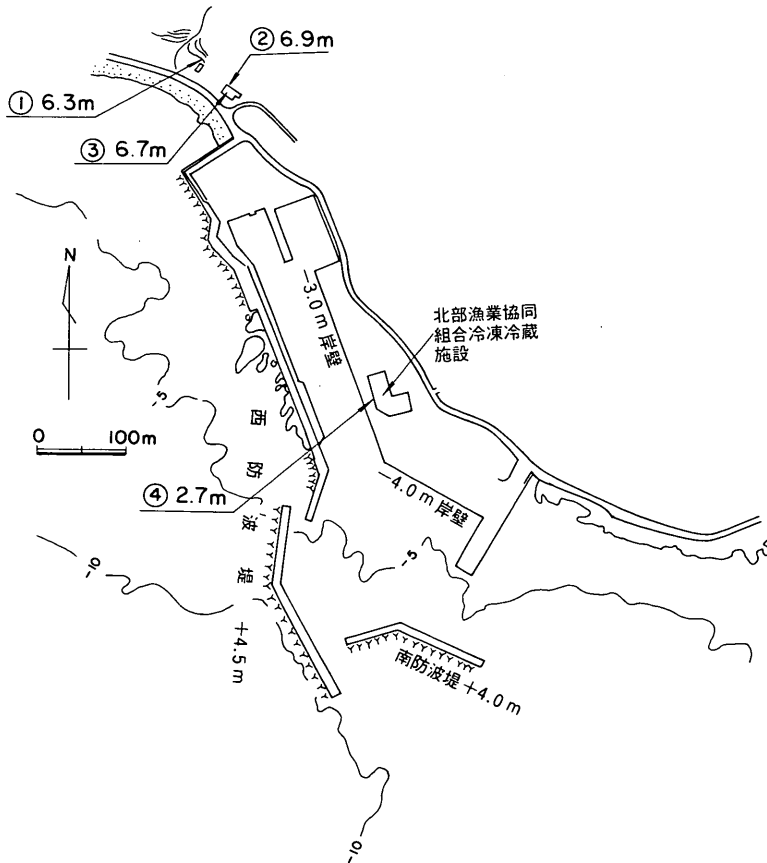 ② 6.9m
① 6.3m
③ 6.7m
N
−3.0m岸壁
北部漁業協同
組合冷凍冷蔵
施設
-5
0 100m
西防波堤
+4.5m
④ 2.7m
−4.0m岸壁
-5
-5
-10
南防波堤+4.0m
-10